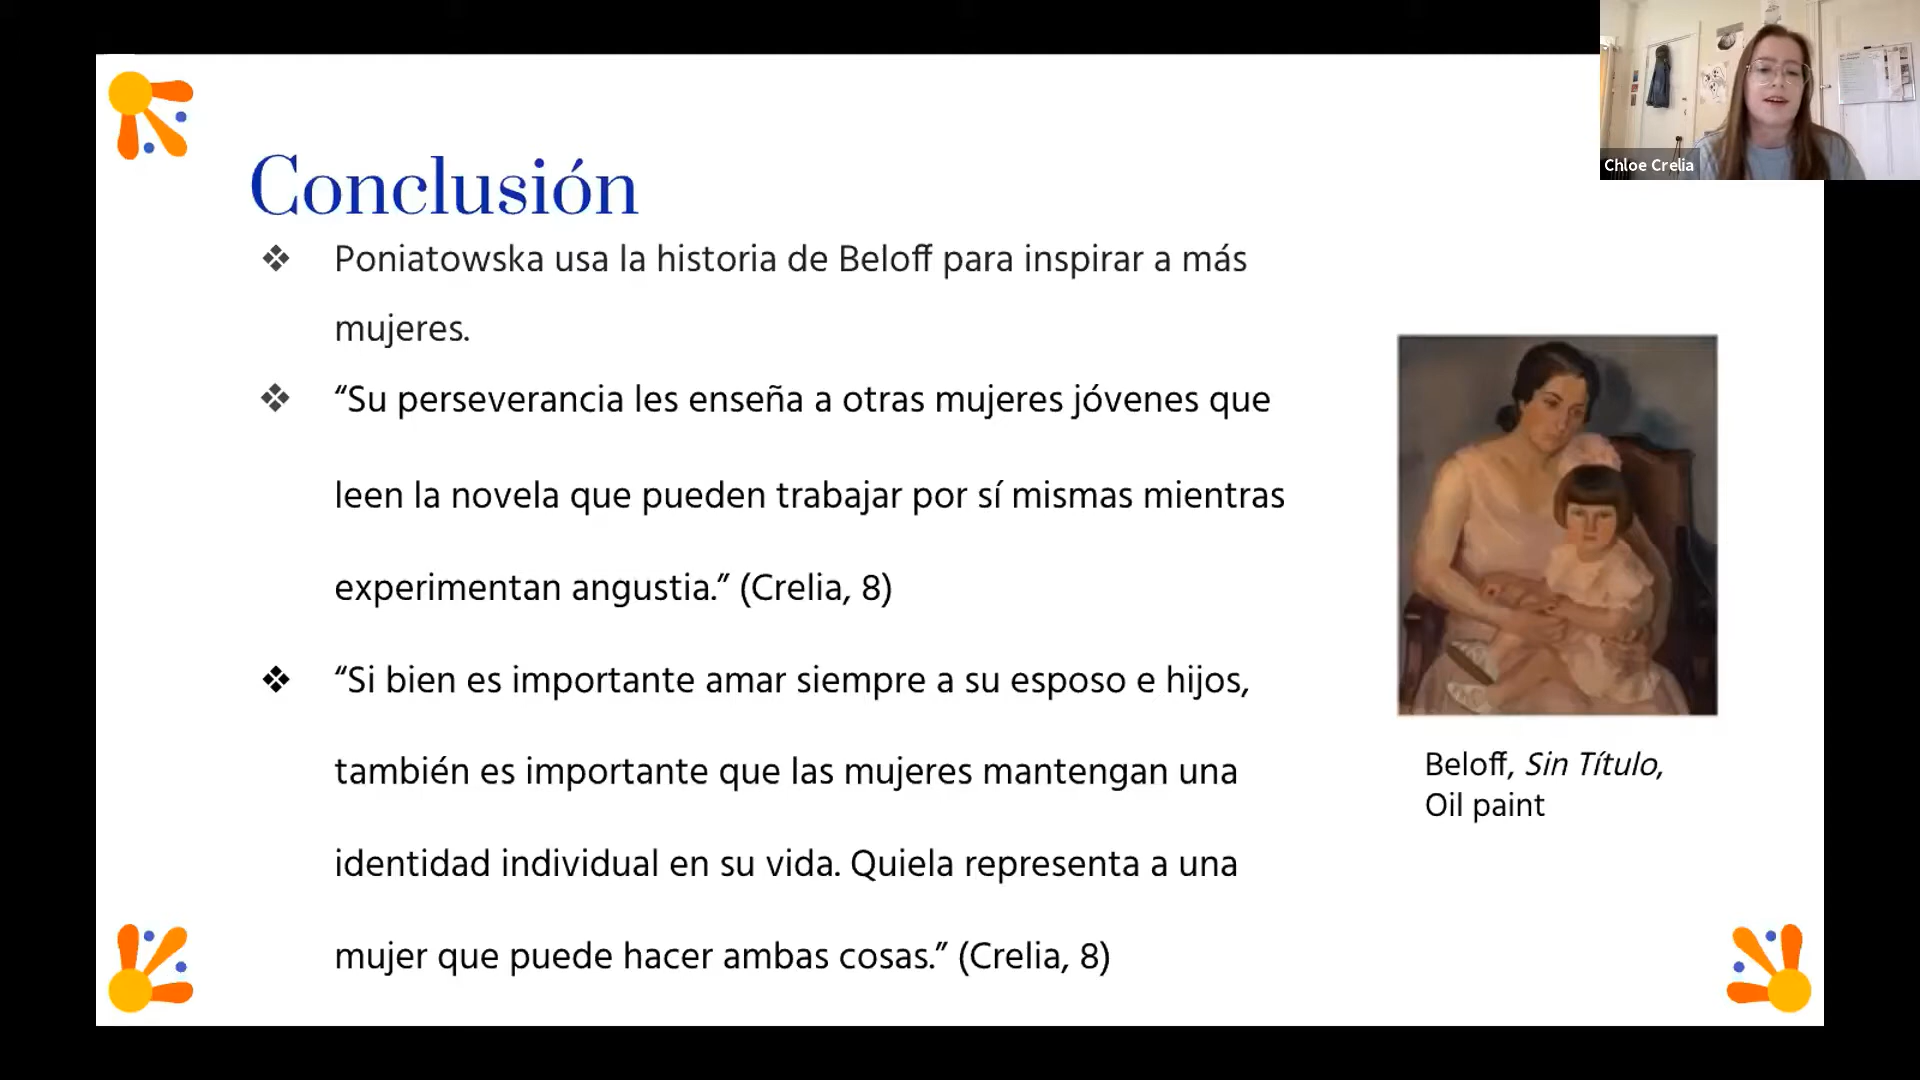 Chloe Crelia
Conclusión
❖ Poniatowska usa la historia de Beloff para inspirar a más
mujeres.
❖ “Su perseverancia les enseña a otras mujeres jóvenes que
leen la novela que pueden trabajar por sí mismas mientras
experimentan angustia.” (Crelia, 8)
❖ “Si bien es importante amar siempre a su esposo e hijos,
también es importante que las mujeres mantengan una
identidad individual en su vida. Quiela representa a una
mujer que puede hacer ambas cosas.” (Crelia, 8)
Beloff, Sin Título,
Oil paint